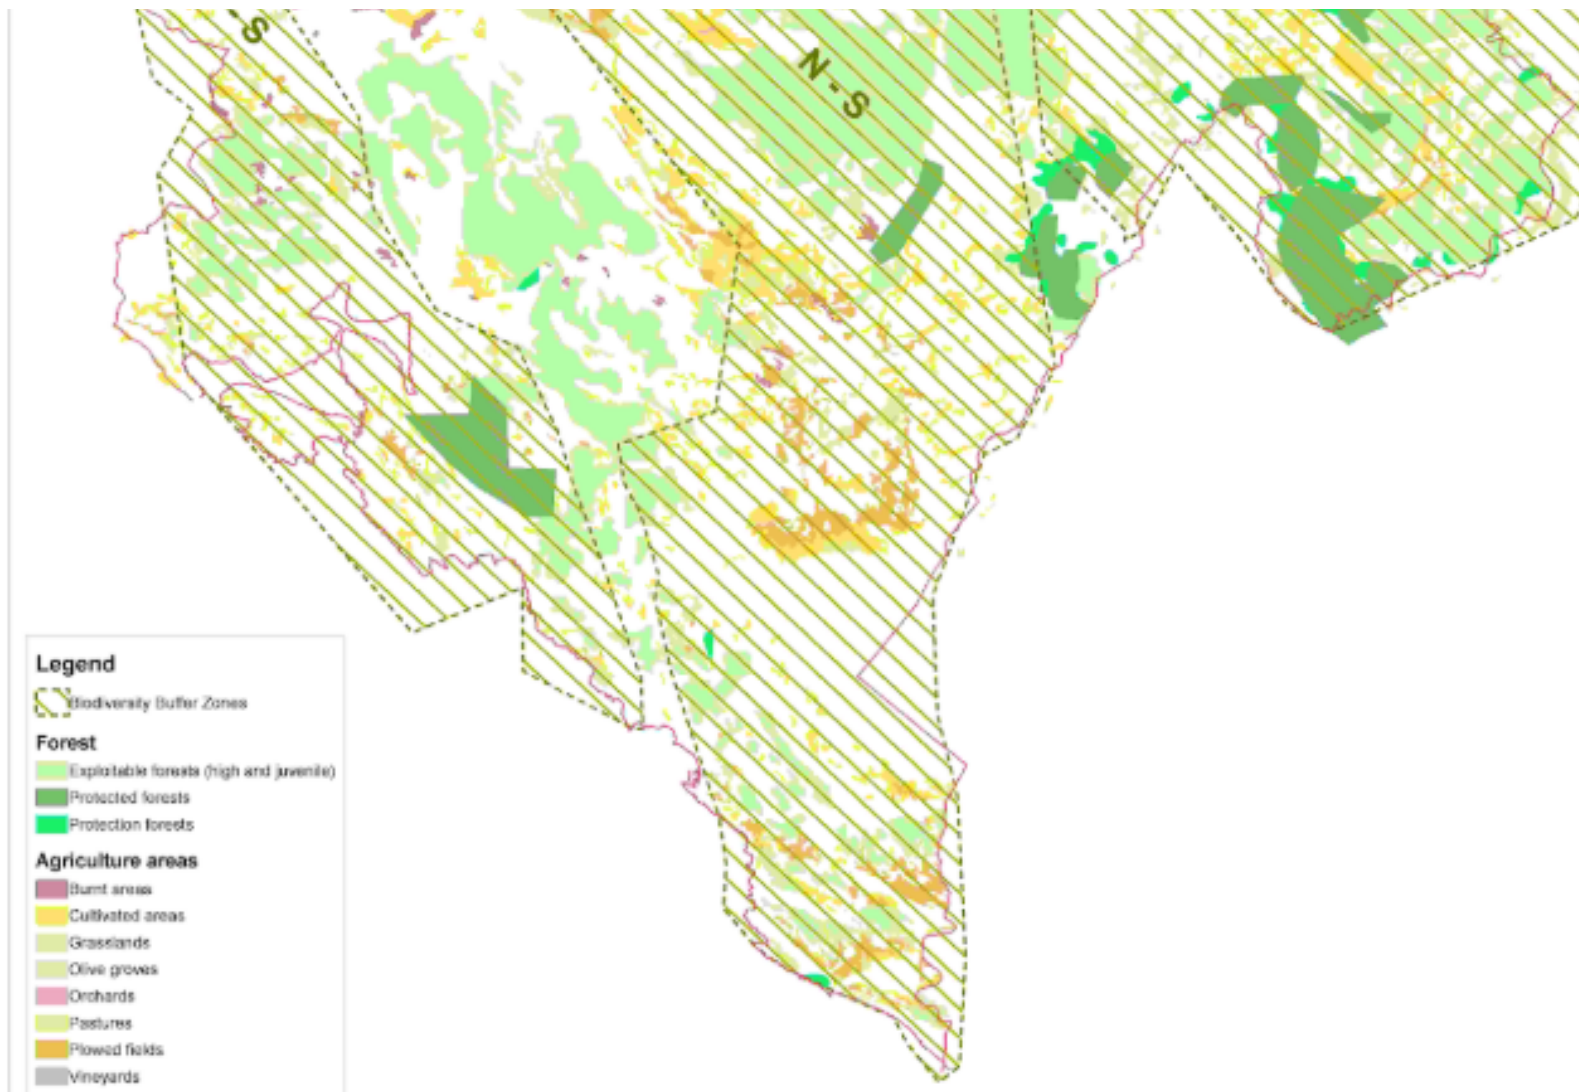 - S
N - S
Legend
Biodiversity Buffer Zones
Forest
Exploitable forests (high and juvenile)
Protected forests
Protection forests
Agriculture areas
Burnt areas
Cultivated areas
Grasslands
Olive groves
Orchards
Pastures
Plowed fields
Vineyards